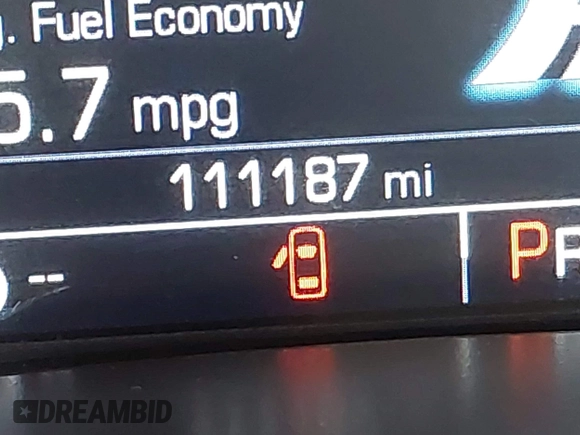 . Fuel Economy
5.7 mpg
111187 mi
-- P
DREAMBID